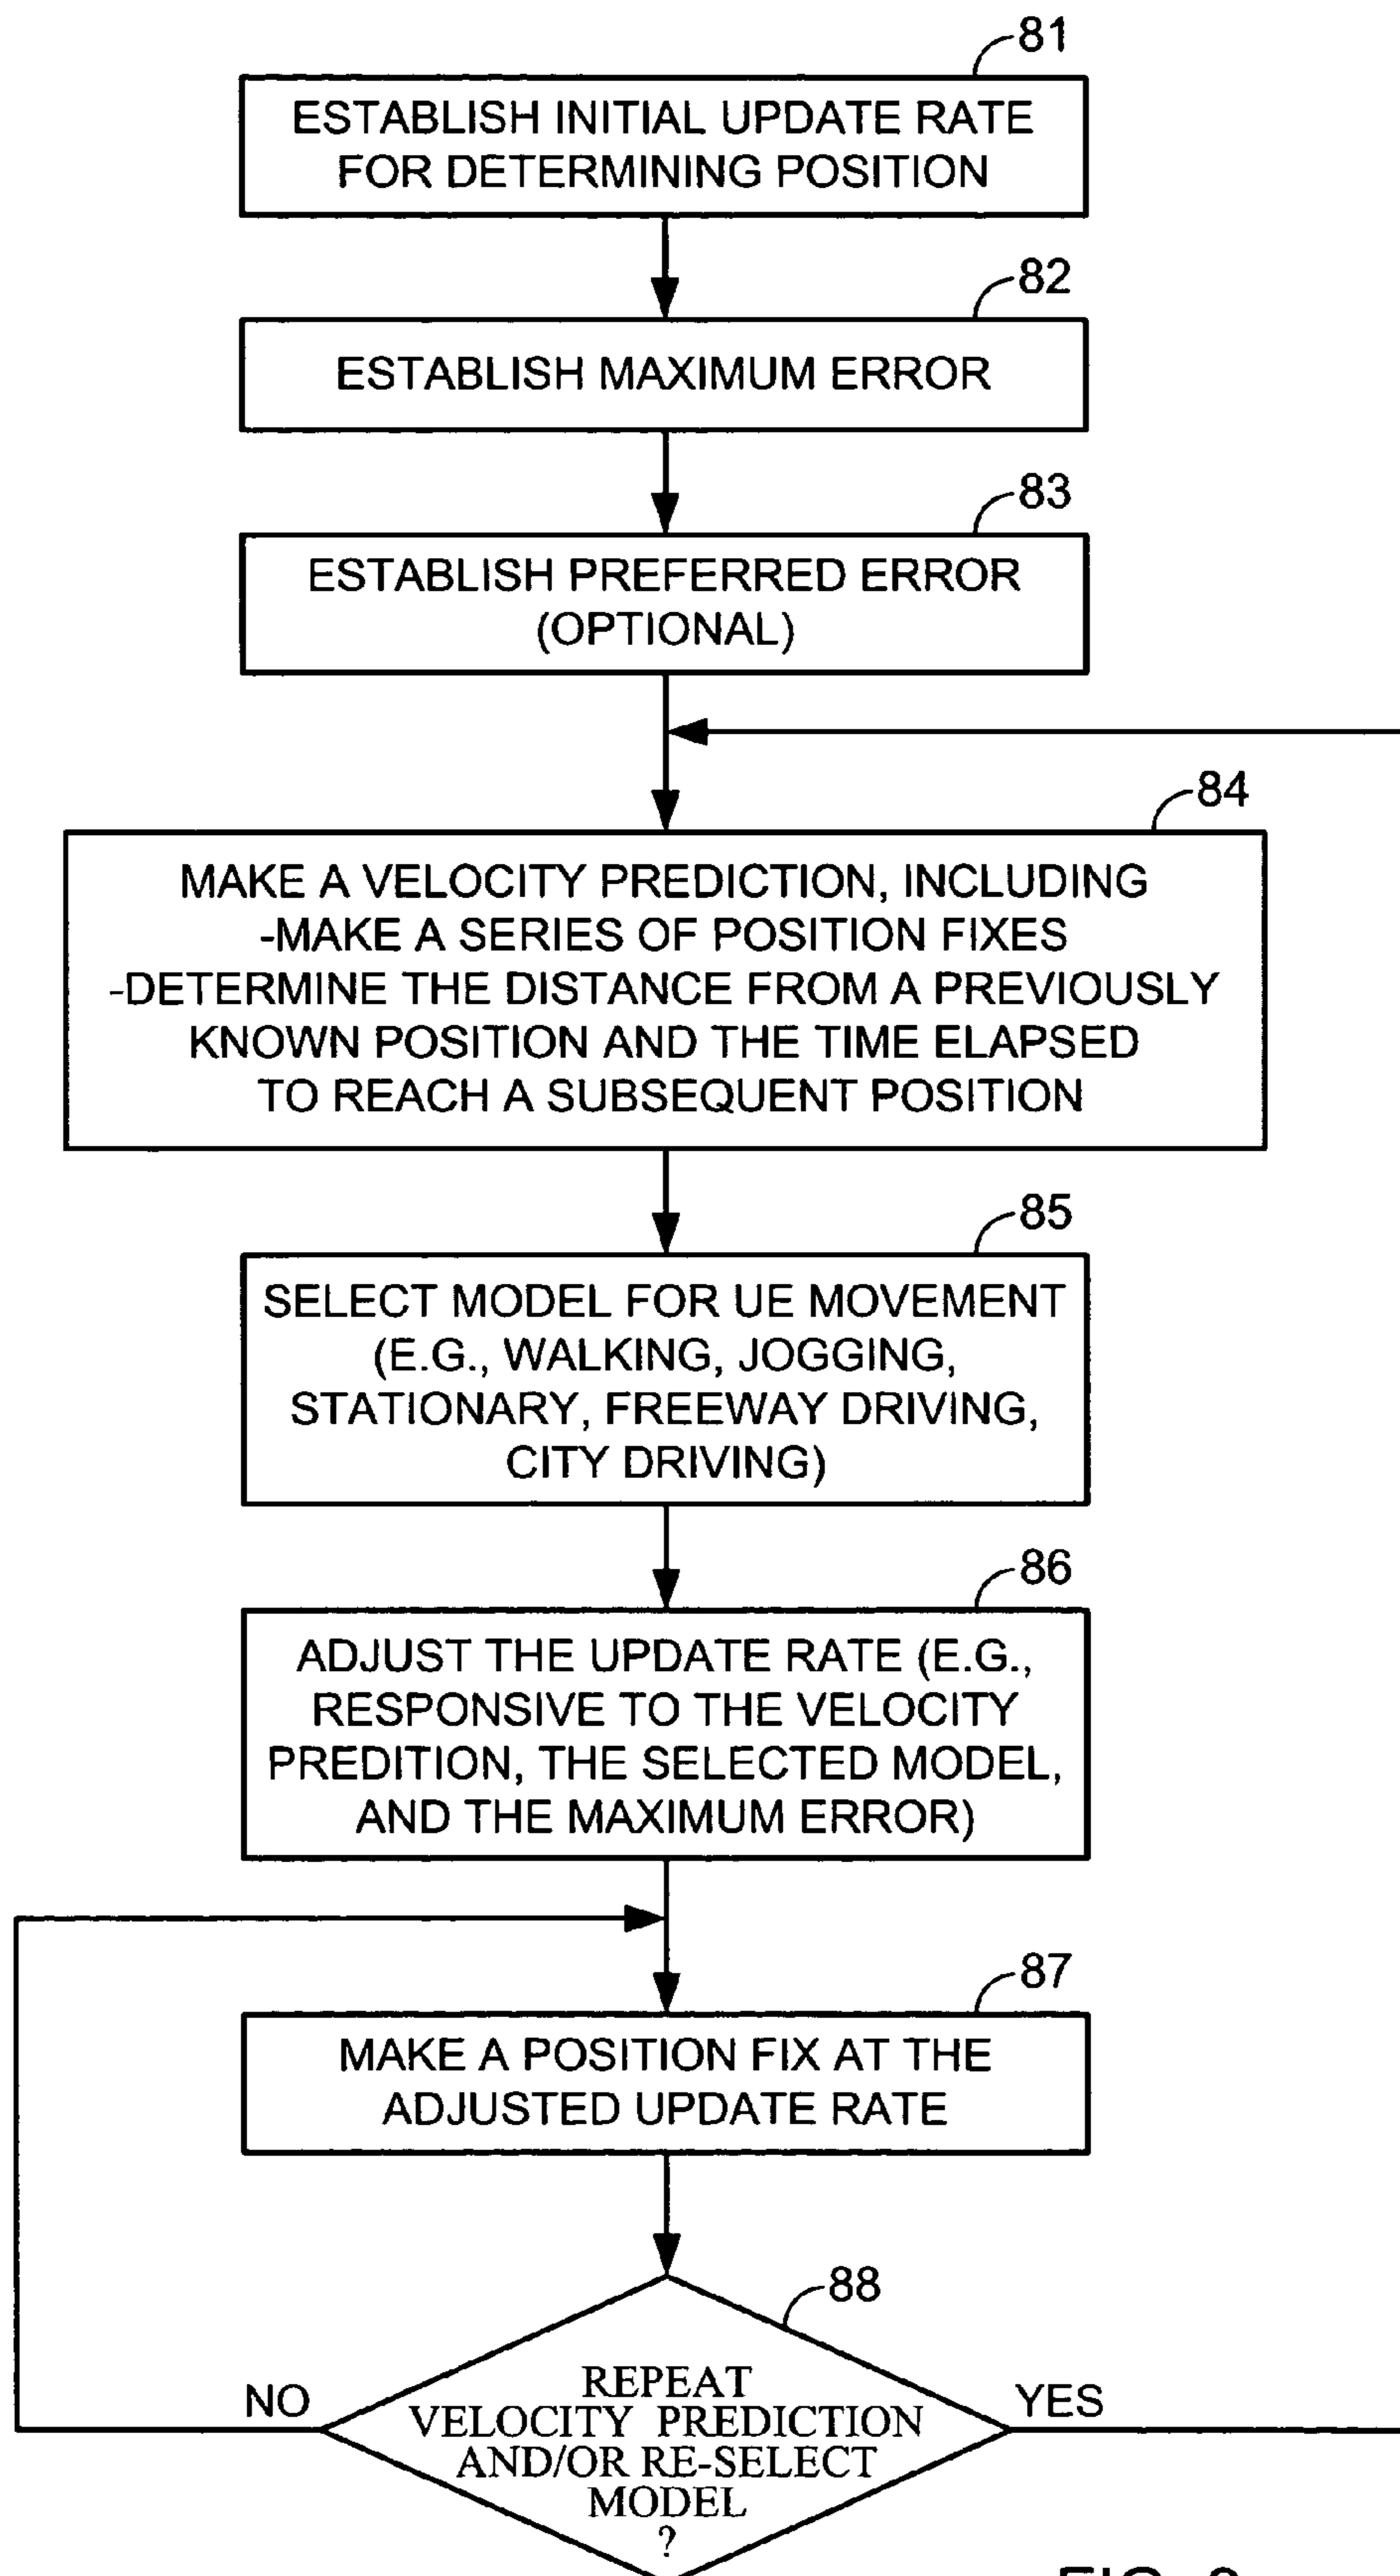 81
ESTABLISH INITIAL UPDATE RATE
FOR DETERMINING POSITION
82
ESTABLISH MAXIMUM ERROR
83
ESTABLISH PREFERRED ERROR
(OPTIONAL)
84
MAKE A VELOCITY PREDICTION, INCLUDING
-MAKE A SERIES OF POSITION FIXES
-DETERMINE THE DISTANCE FROM A PREVIOUSLY
KNOWN POSITION AND THE TIME ELAPSED
TO REACH A SUBSEQUENT POSITION
85
SELECT MODEL FOR UE MOVEMENT
(E.G., WALKING, JOGGING,
STATIONARY, FREEWAY DRIVING,
CITY DRIVING)
86
ADJUST THE UPDATE RATE (E.G.,
RESPONSIVE TO THE VELOCITY
PREDITION, THE SELECTED MODEL,
AND THE MAXIMUM ERROR)
87
MAKE A POSITION FIX AT THE
ADJUSTED UPDATE RATE
88
NO
YES
REPEAT
VELOCITY PREDICTION
AND/OR RE-SELECT
MODEL
?